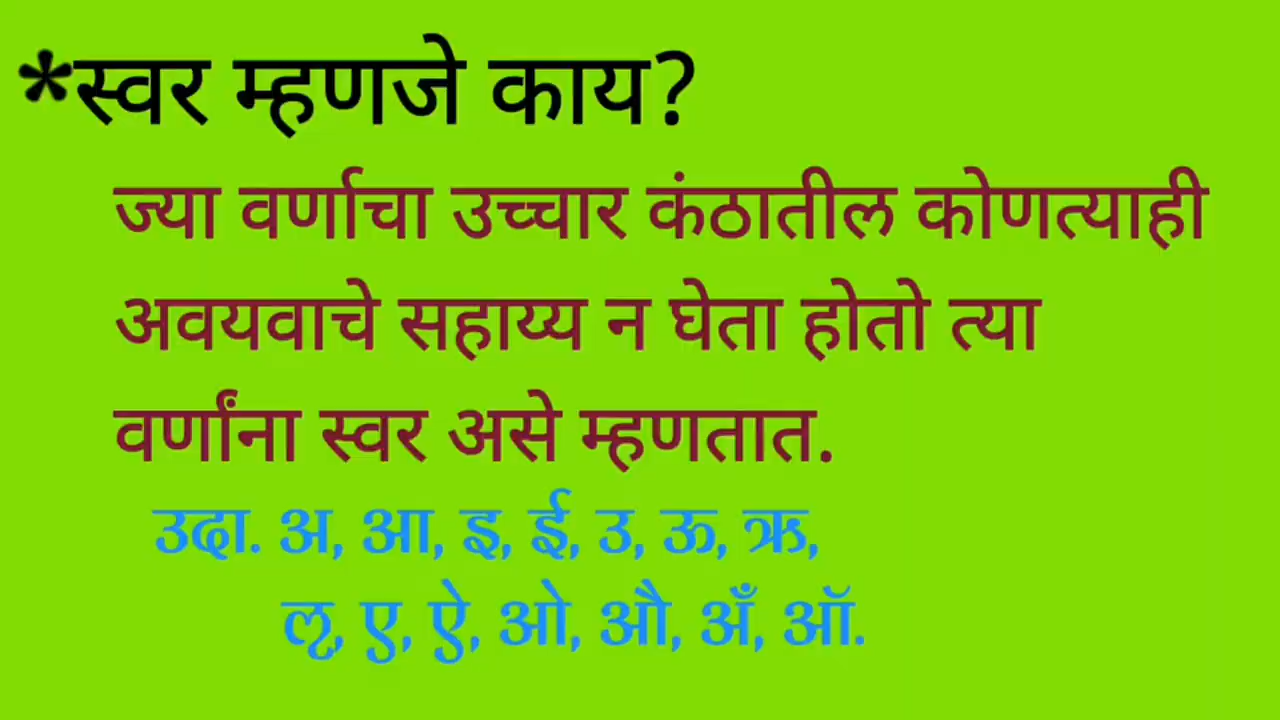 *स्वर म्हणजे काय?
ज्या वर्णाचा उच्चार कंठातील कोणत्याही
अवयवाचे सहाय्य न घेता होतो त्या
वर्णांना स्वर असे म्हणतात.
उदा. अ, आ, इ, ई, उ, ऊ, ऋ,
लृ, ए, ऐ, ओ, औ, अँ, ऑ.